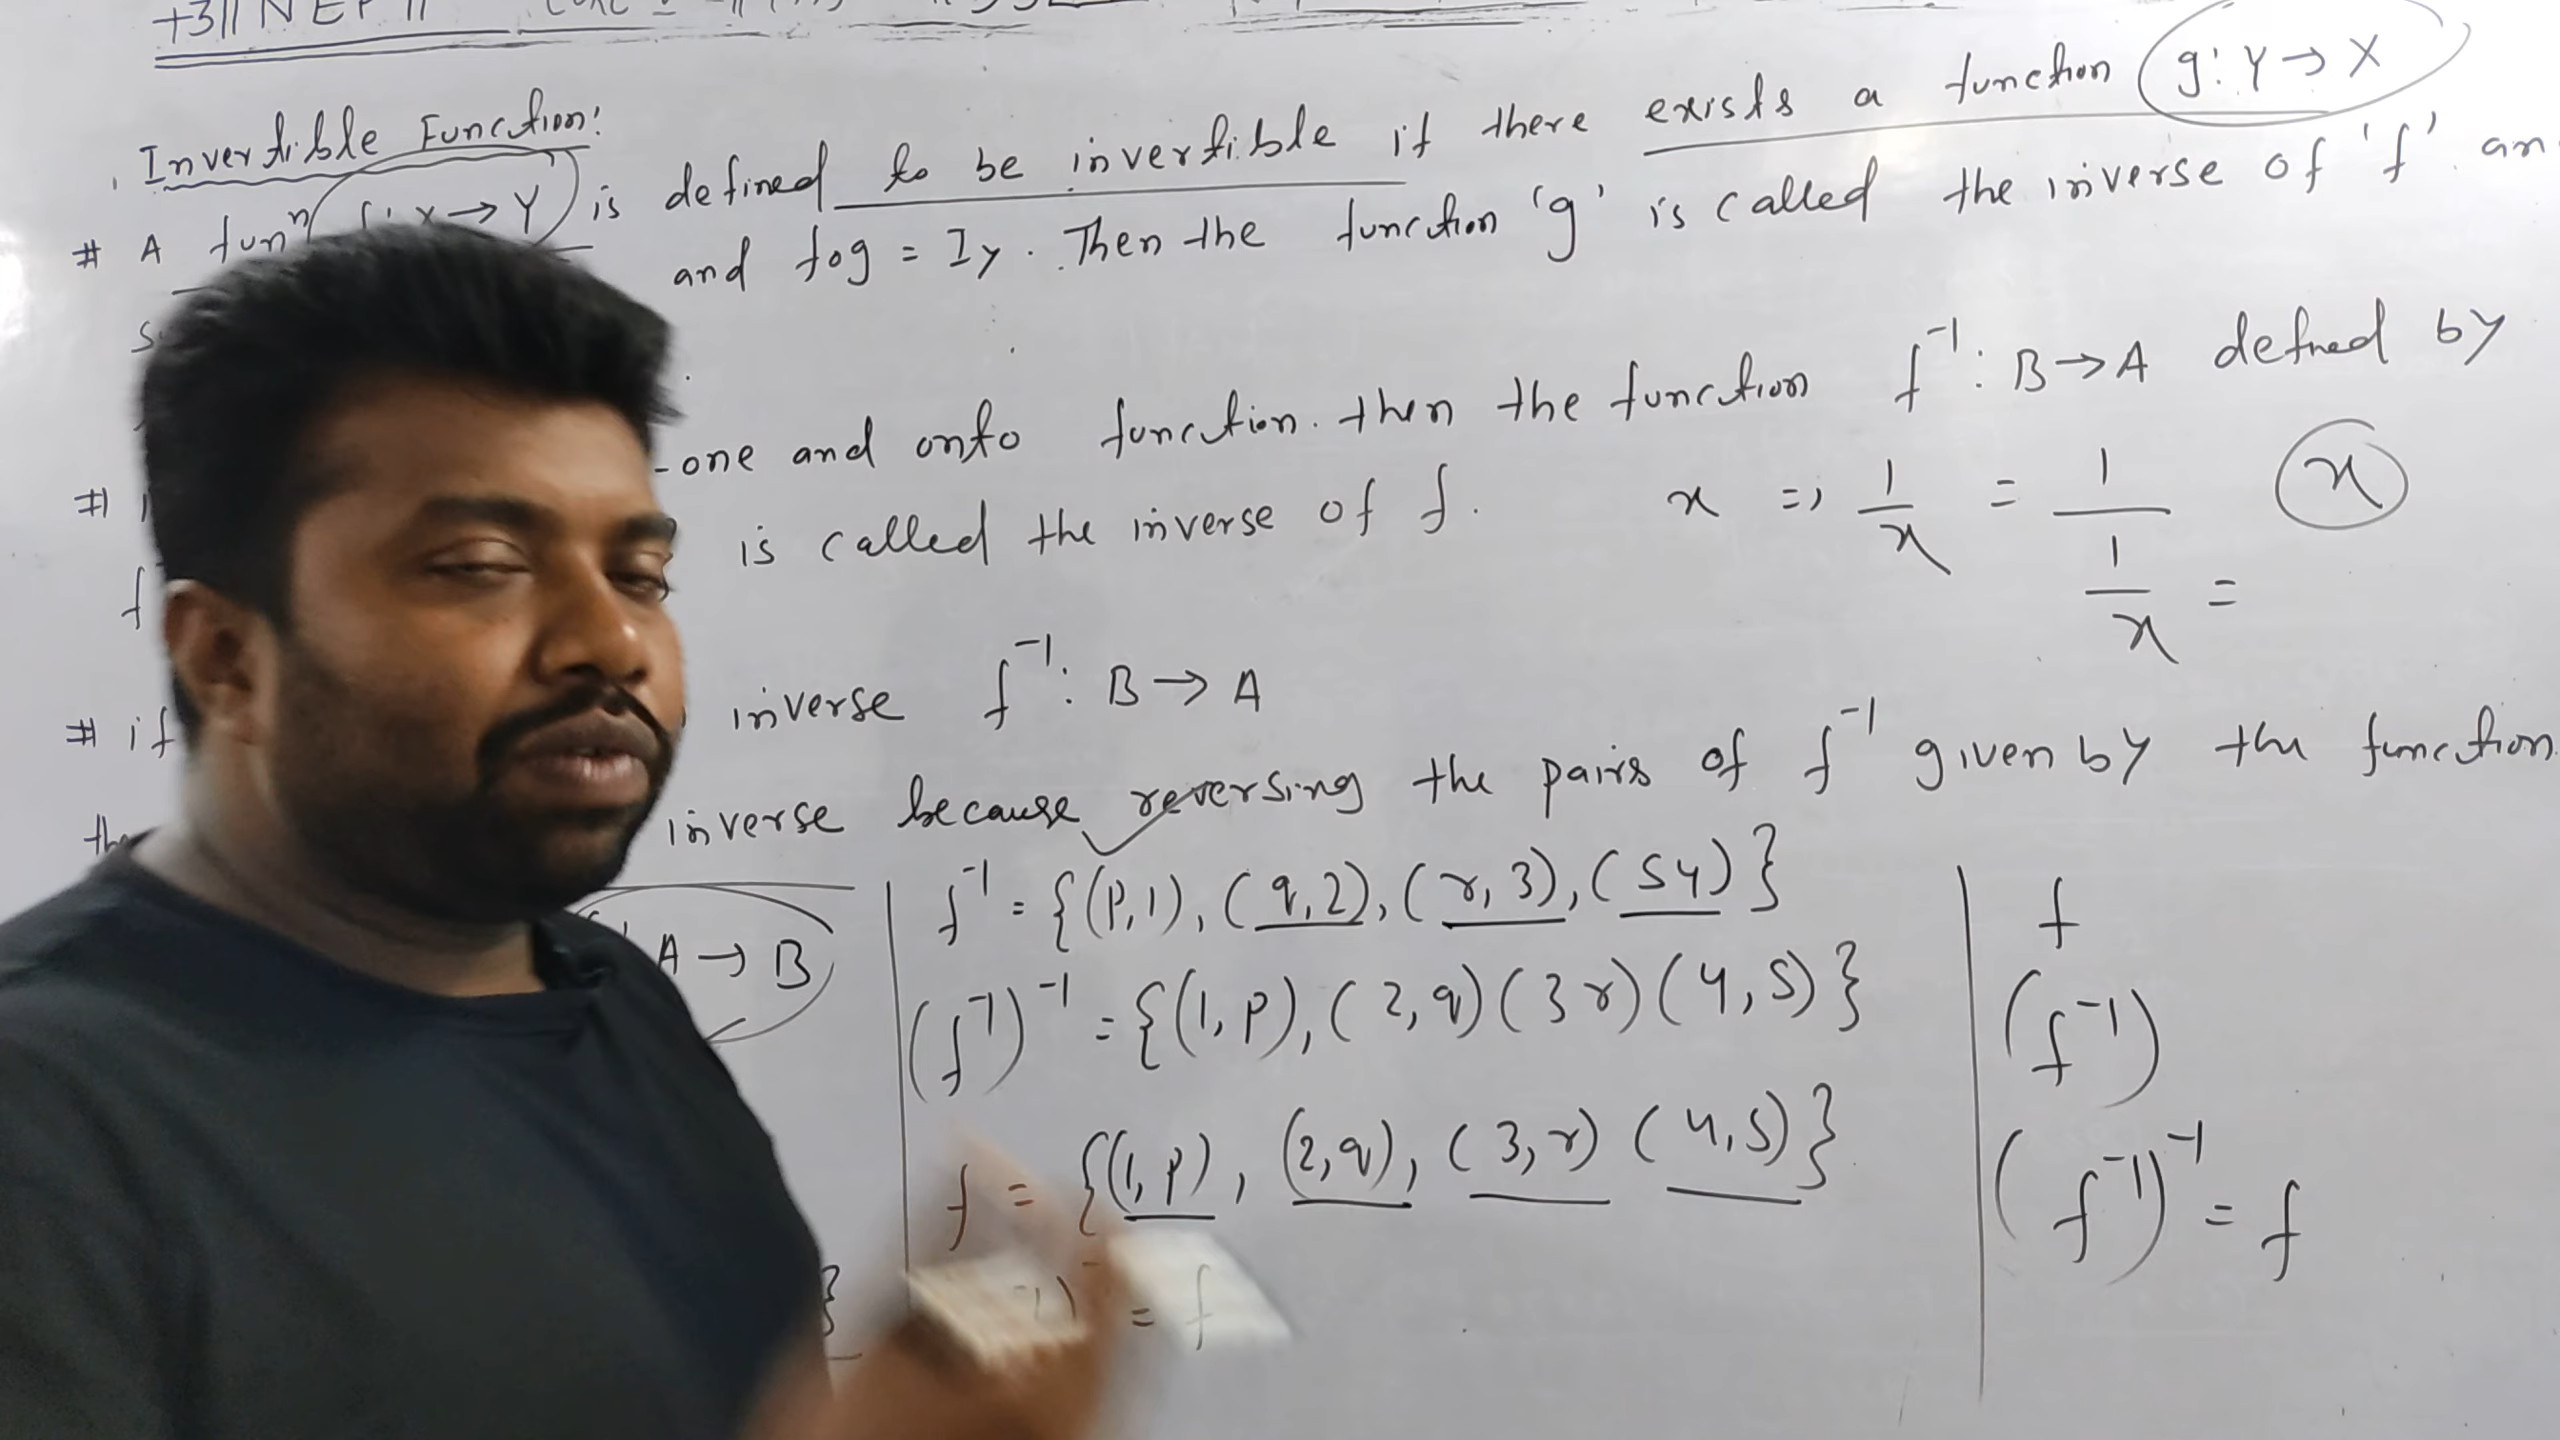 +3 || NEP ||
Invertible Function:
# A funⁿ f: X → Y is defined to be invertible if there exists a function g: Y → X
and fog = Iy. Then the function 'g' is called the inverse of 'f'
-one and onto function. then the function f⁻¹: B → A defined by
f is called the inverse of f. x => 1/x = 1/(1/x) = x
# if inverse f⁻¹: B → A
inverse because reversing the pairs of f⁻¹ given by the function
A → B
f⁻¹ = {(p,1), (q,2), (r,3), (s 4)}
(f⁻¹)⁻¹ = {(1,p), (2,q) (3 r) (4,s)}
f = {(1,p), (2,q), (3,r) (4,s)}
= f
f
(f⁻¹)
(f⁻¹)⁻¹ = f